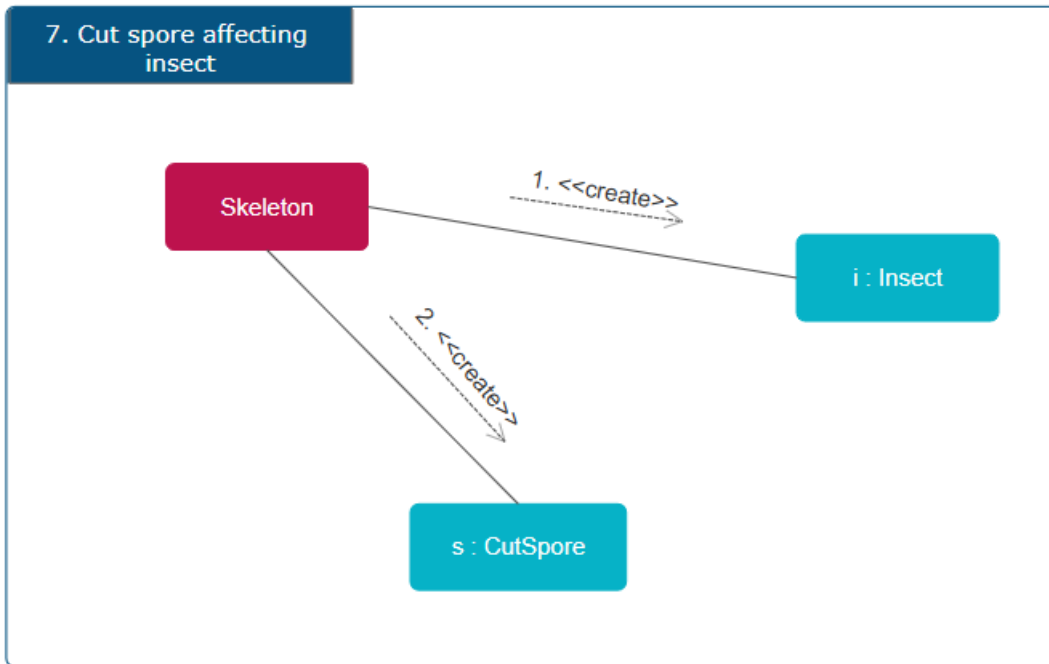 7. Cut spore affecting
insect
1. <<create>>
Skeleton
i : Insect
2. <<create>>
s : CutSpore